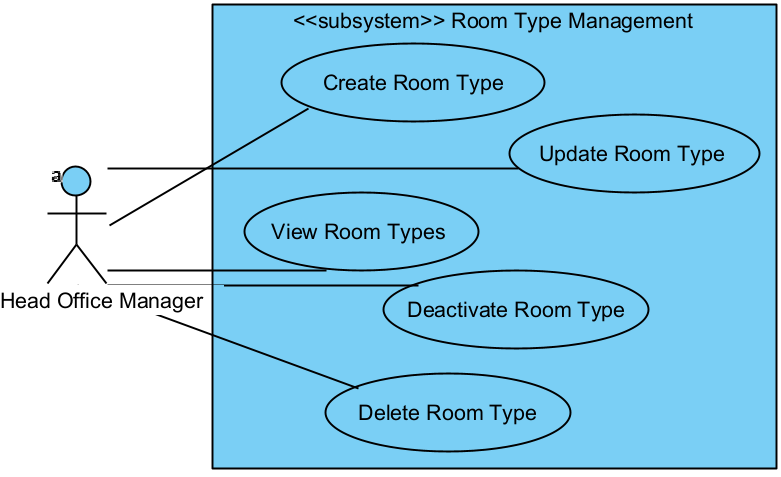 <<subsystem>> Room Type Management
Create Room Type
Update Room Type
a
View Room Types
Head Office Manager
Deactivate Room Type
Delete Room Type